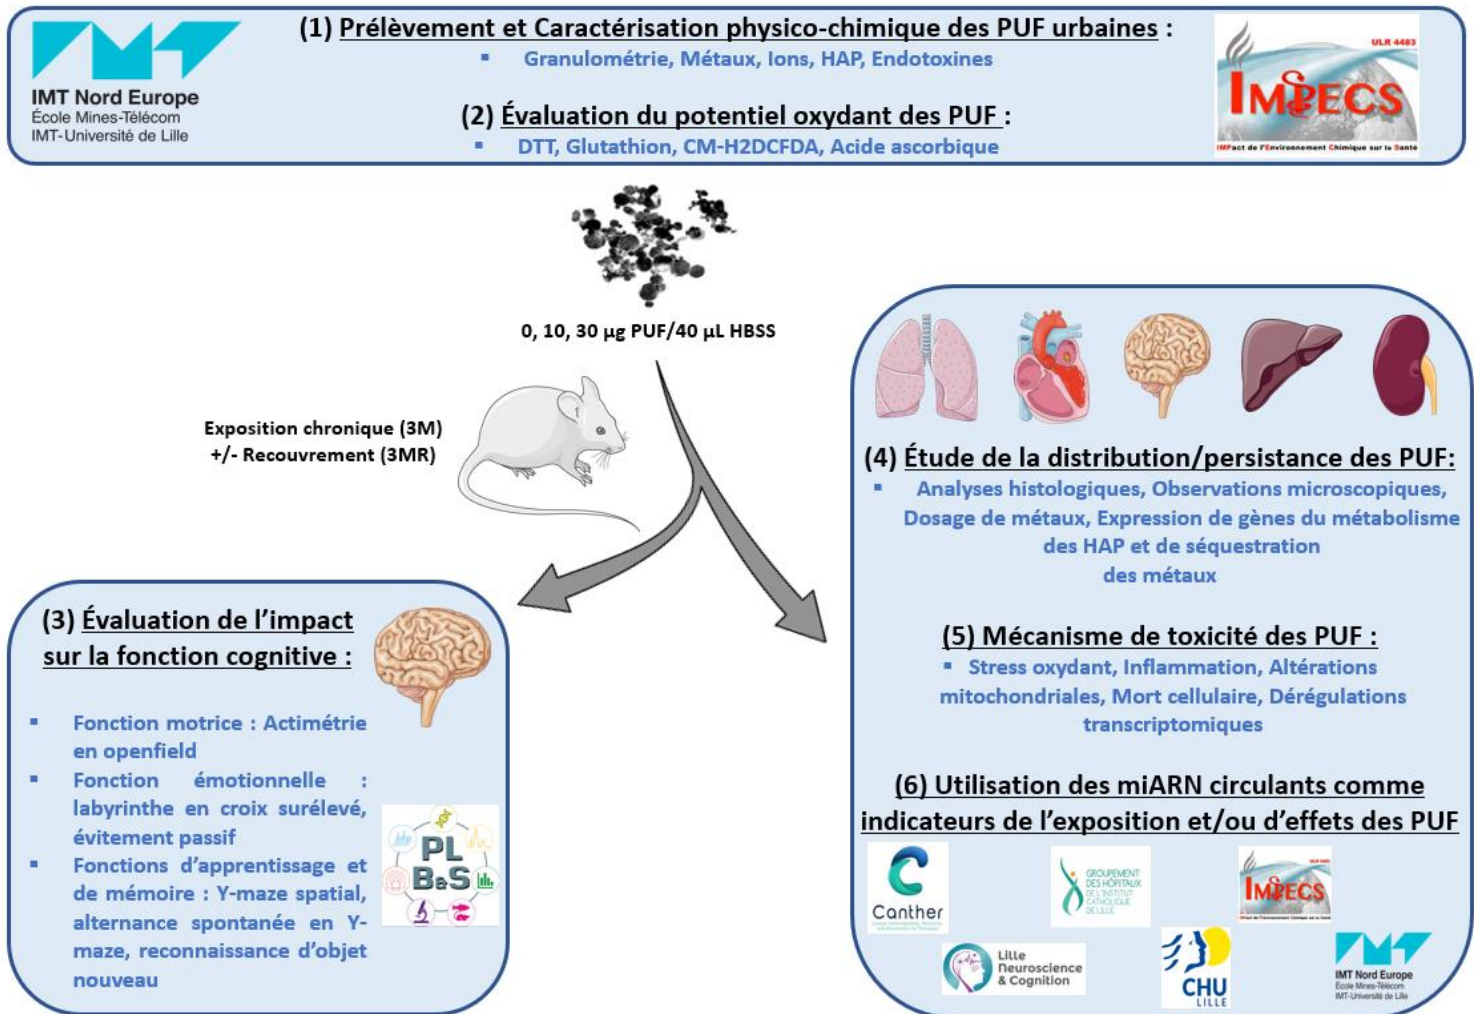 IMT Nord Europe
École Mines-Télécom
IMT-Université de Lille
(1) Prélèvement et Caractérisation physico-chimique des PUF urbaines :
▪ Granulométrie, Métaux, Ions, HAP, Endotoxines
(2) Évaluation du potentiel oxydant des PUF :
▪ DTT, Glutathion, CM-H2DCFDA, Acide ascorbique
ULR 4483
IMPECS
IMPact de l'Environnement Chimique sur la Santé
0, 10, 30 µg PUF/40 µL HBSS
Exposition chronique (3M)
+/- Recouvrement (3MR)
(3) Évaluation de l'impact
sur la fonction cognitive :
▪ Fonction motrice : Actimétrie
en openfield
▪ Fonction émotionnelle :
labyrinthe en croix surélevé,
évitement passif
▪ Fonctions d'apprentissage et
de mémoire : Y-maze spatial,
alternance spontanée en Y-
maze, reconnaissance d'objet
nouveau
PL
B&S
(4) Étude de la distribution/persistance des PUF:
▪ Analyses histologiques, Observations microscopiques,
Dosage de métaux, Expression de gènes du métabolisme
des HAP et de séquestration
des métaux
(5) Mécanisme de toxicité des PUF :
▪ Stress oxydant, Inflammation, Altérations
mitochondriales, Mort cellulaire, Dérégulations
transcriptomiques
(6) Utilisation des miARN circulants comme
indicateurs de l'exposition et/ou d'effets des PUF
Canther
GROUPEMENT
DES HÔPITAUX
DE L'INSTITUT
CATHOLIQUE
DE LILLE
ULR 4483
IMPECS
IMPact de l'Environnement Chimique sur la Santé
Lille
Neuroscience
& Cognition
CHU
LILLE
IMT Nord Europe
École Mines-Télécom
IMT-Université de Lille